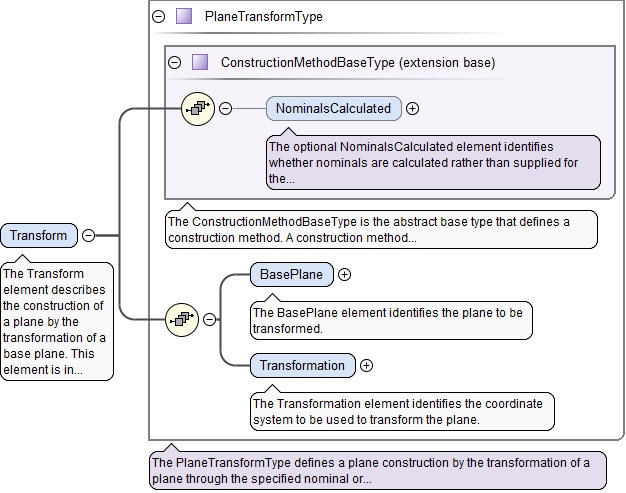 PlaneTransformType
ConstructionMethodBaseType (extension base)
NominalsCalculated
The optional NominalsCalculated element identifies
whether nominals are calculated rather than supplied for
the...
The ConstructionMethodBaseType is the abstract base type that defines a
construction method. A construction method...
Transform
The Transform
element describes
the construction of
a plane by the
transformation of a
base plane. This
element is in...
BasePlane
The BasePlane element identifies the plane to be
transformed.
Transformation
The Transformation element identifies the coordinate
system to be used to transform the plane.
The PlaneTransformType defines a plane construction by the transformation of a
plane through the specified nominal or...